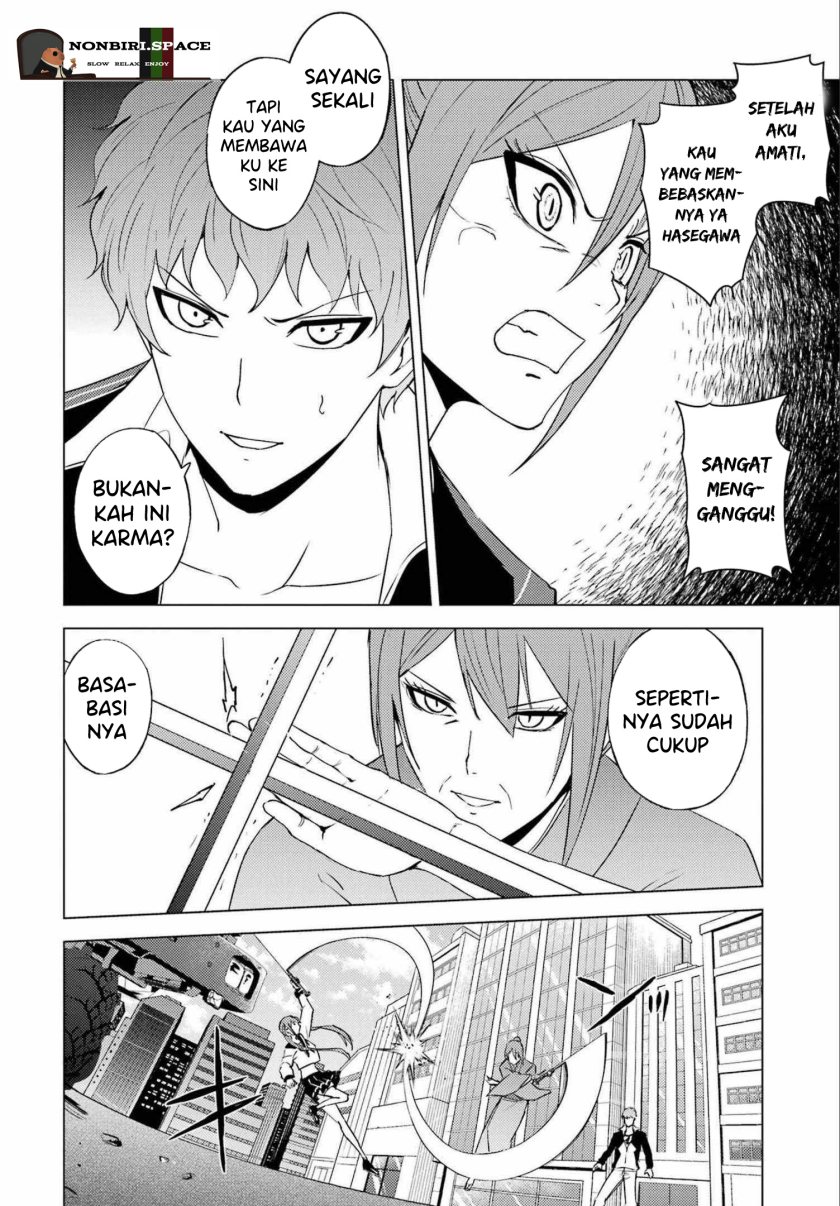 NONBIRI.SPACE
SLOW RELAX ENJOY
SETELAH
AKU
AMATI,
KAU
YANG MEM-
BEBASKAN-
NYA YA
HASEGAWA
SANGAT
MENG-
GANGGU!
SAYANG
SEKALI
TAPI
KAU YANG
MEMBAWA
KU KE
SINI
BUKAN-
KAH INI
KARMA?
SEPERTI-
NYA SUDAH
CUKUP
BASA-
BASI
NYA